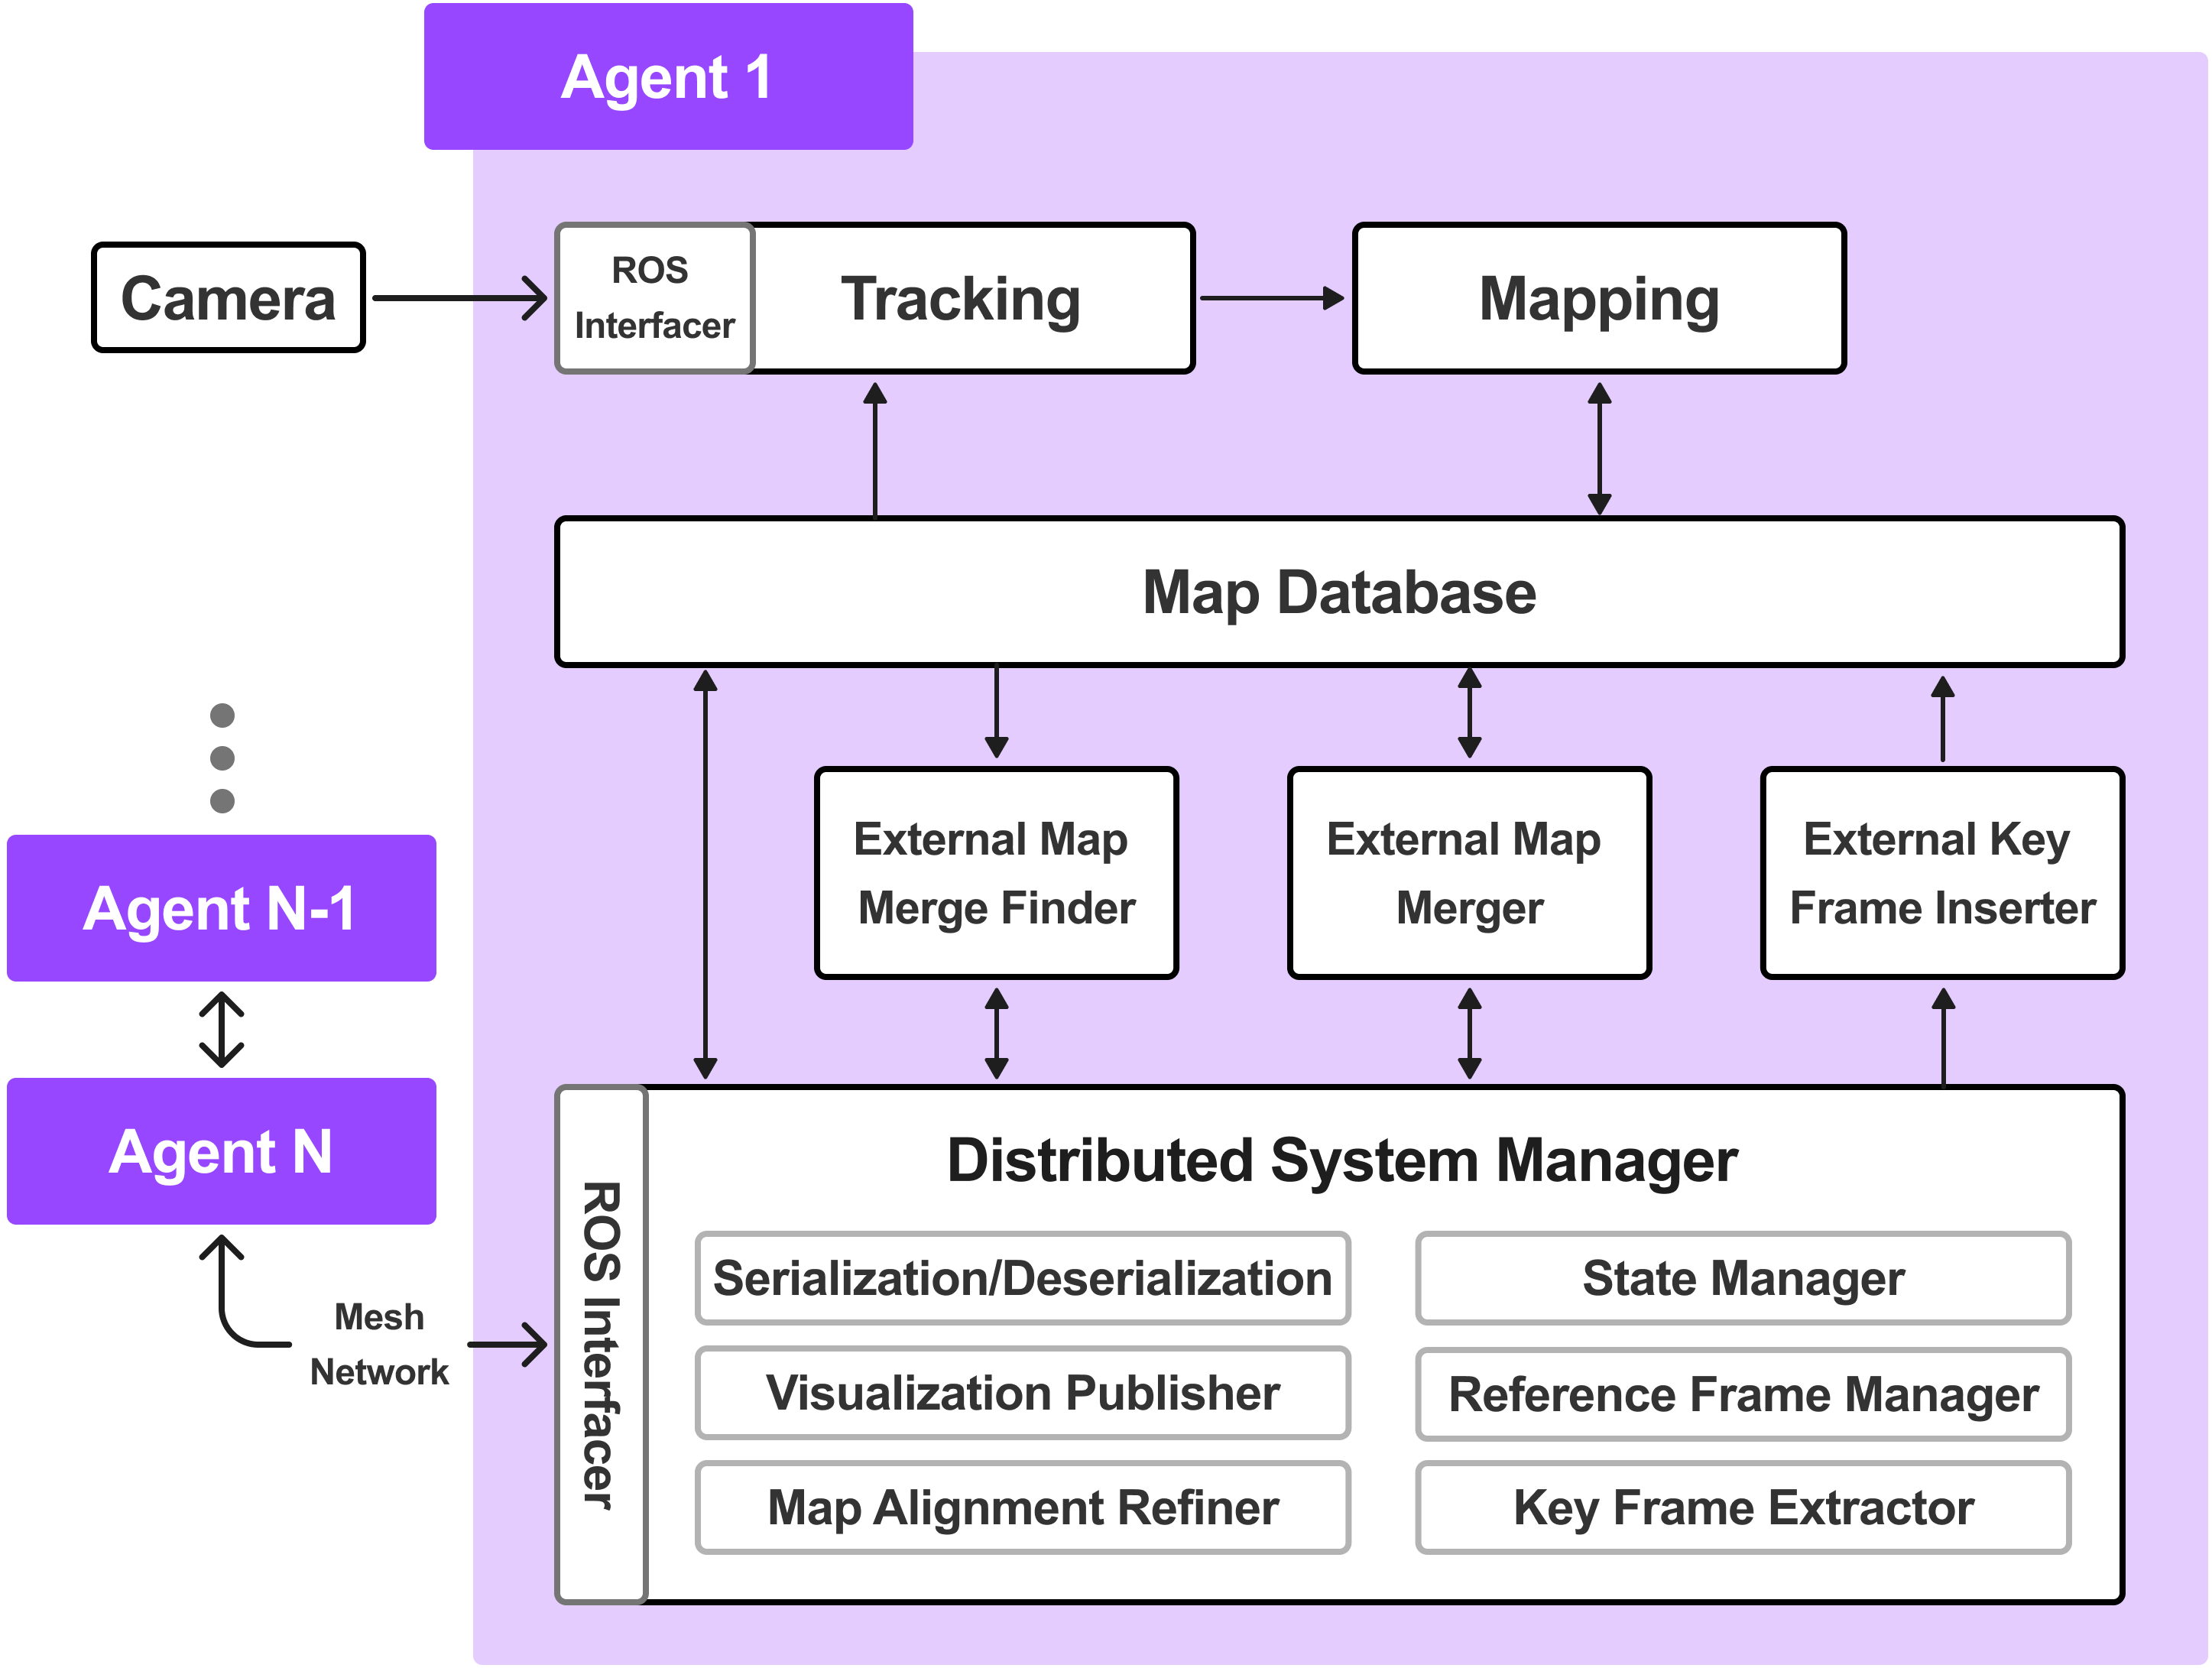 Agent 1
Camera
ROS
Interfacer
Tracking
Mapping
Map Database
External Map
Merge Finder
External Map
Merger
External Key
Frame Inserter
Agent N-1
Agent N
Mesh
Network
ROS Interfacer
Distributed System Manager
Serialization/Deserialization
State Manager
Visualization Publisher
Reference Frame Manager
Map Alignment Refiner
Key Frame Extractor